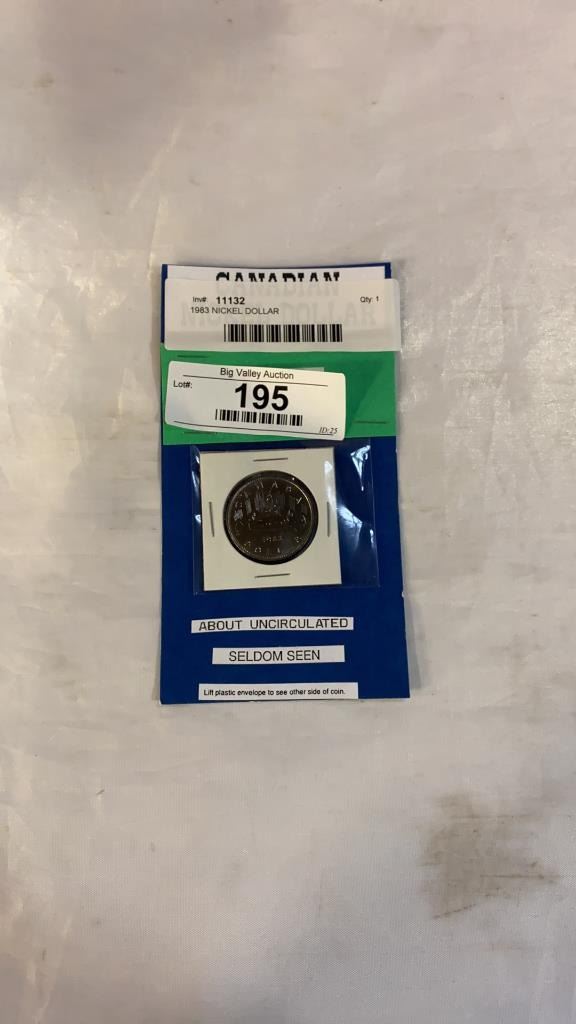 CANADIAN
Inv#: 11132 Qty: 1
1983 NICKEL DOLLAR
Big Valley Auction
Lot#:
195
ID:25
CANADA
DOLLAR
ABOUT UNCIRCULATED
SELDOM SEEN
Lift plastic envelope to see other side of coin.